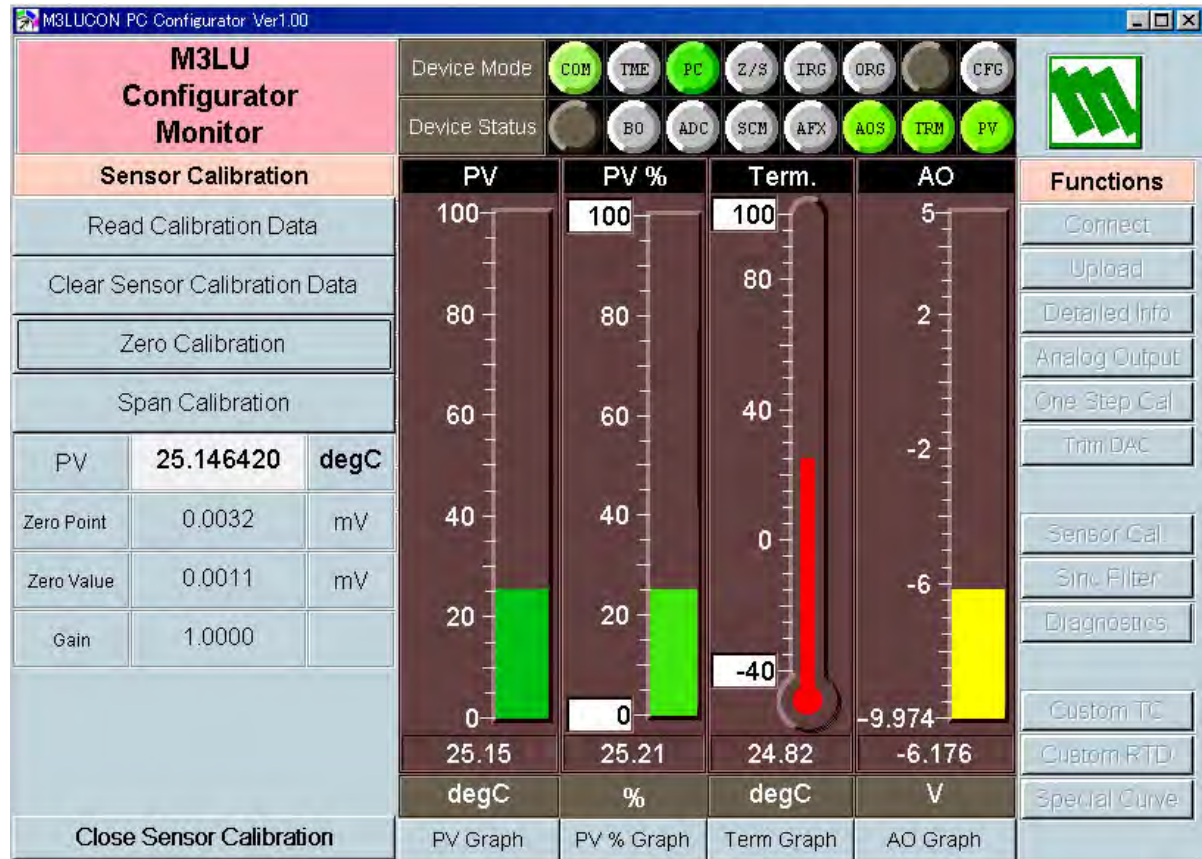 M3LUCON PC Configurator Ver1.00
M3LU
Configurator
Monitor
Device Mode COM TME PC Z/S IRG ORG CFG
Device Status BO ADC SCM AFX AOS TRM PV
Sensor Calibration
Read Calibration Data
Clear Sensor Calibration Data
Zero Calibration
Span Calibration
PV 25.146420 degC
Zero Point 0.0032 mV
Zero Value 0.0011 mV
Gain 1.0000
Close Sensor Calibration
PV
100
80
60
40
20
0
25.15
degC
PV Graph
PV %
100
80
60
40
20
0
25.21
%
PV % Graph
Term.
100
80
40
0
-40
24.82
degC
Term Graph
AO
5
2
-2
-6
-9.974
-6.176
V
AO Graph
Functions
Connect
Upload
Detailed Info
Analog Output
One Step Cal
Trim DAC
Sensor Cal.
Sinc Filter
Diagnostics
Custom TC
Custom RTD
Special Curve